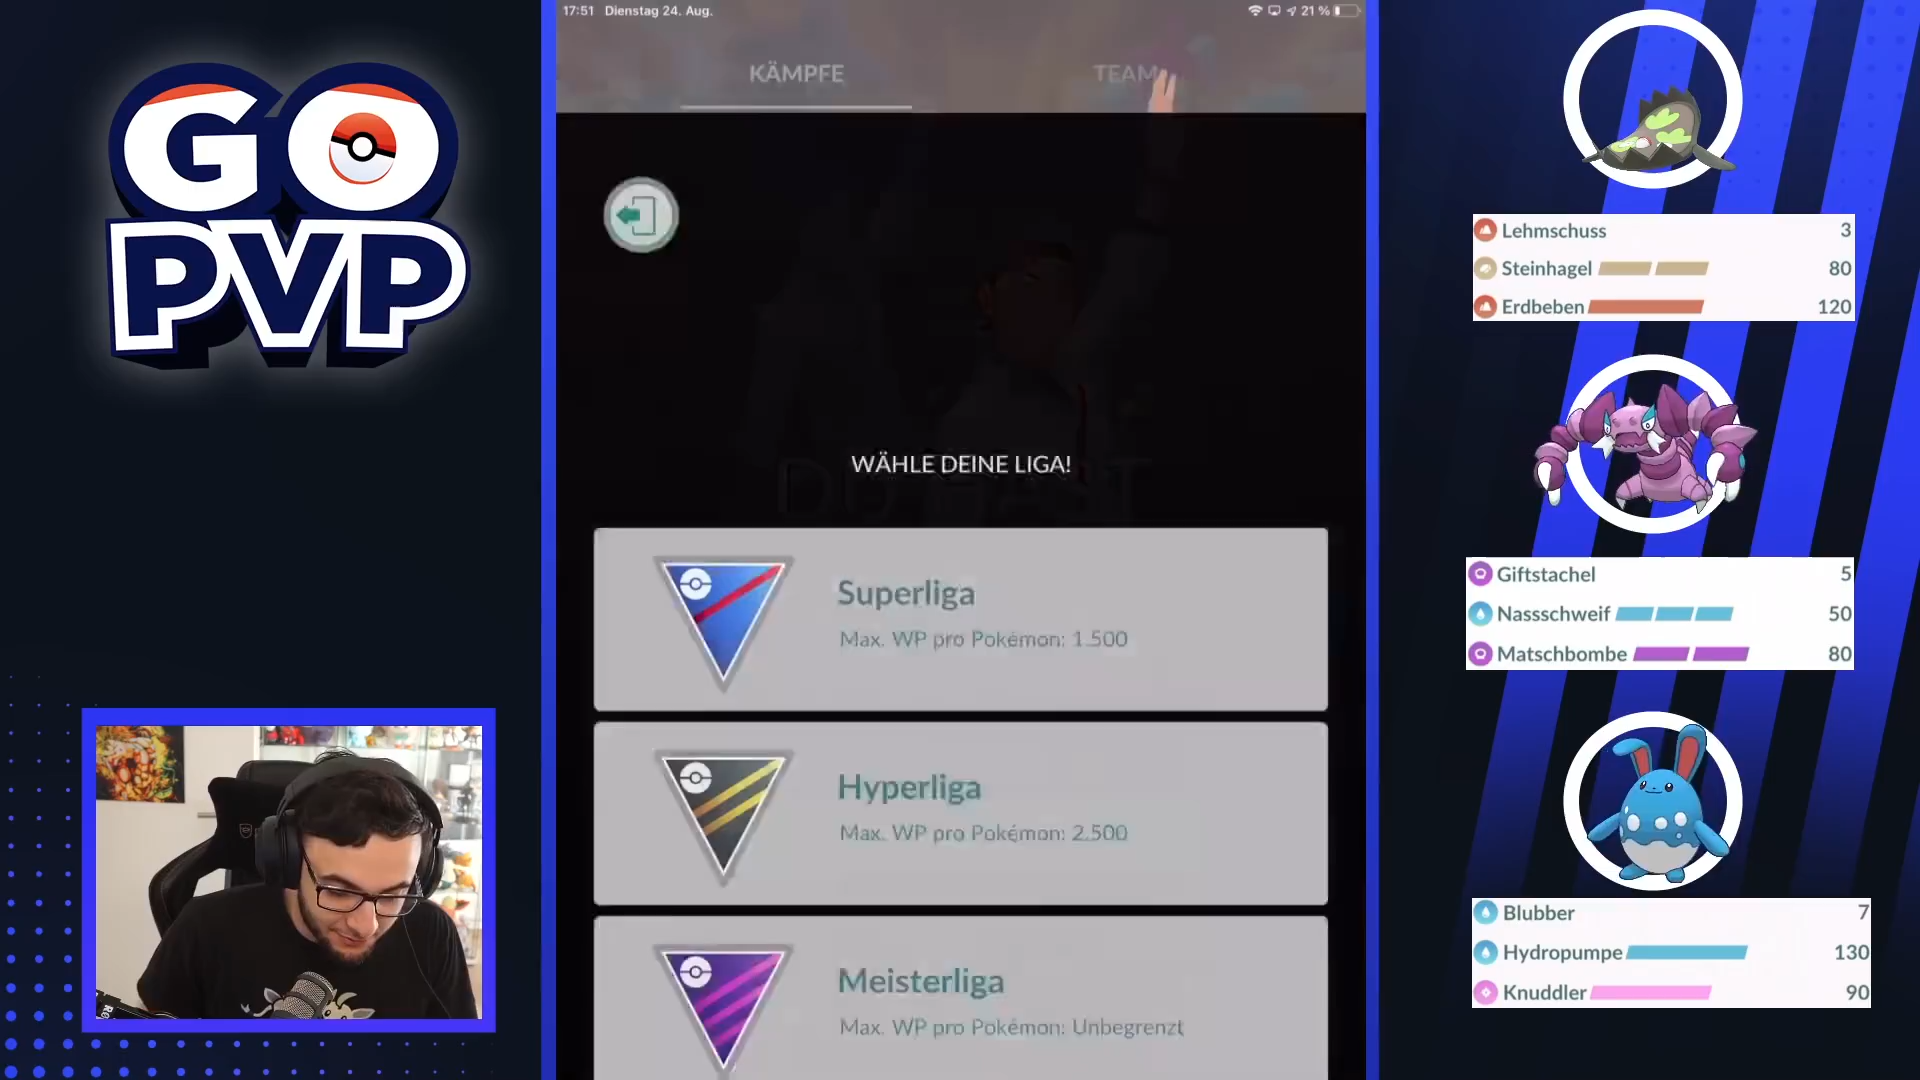 17:51 Dienstag 24. Aug.
21 %
KÄMPFE
TEAM
GO
PVP
WÄHLE DEINE LIGA!
Superliga
Max. WP pro Pokémon: 1.500
Hyperliga
Max. WP pro Pokémon: 2.500
Meisterliga
Max. WP pro Pokémon: Unbegrenzt
Lehmschuss 3
Steinhagel 80
Erdbeben 120
Giftstachel 5
Nassschweif 50
Matschbombe 80
Blubber 7
Hydropumpe 130
Knuddler 90